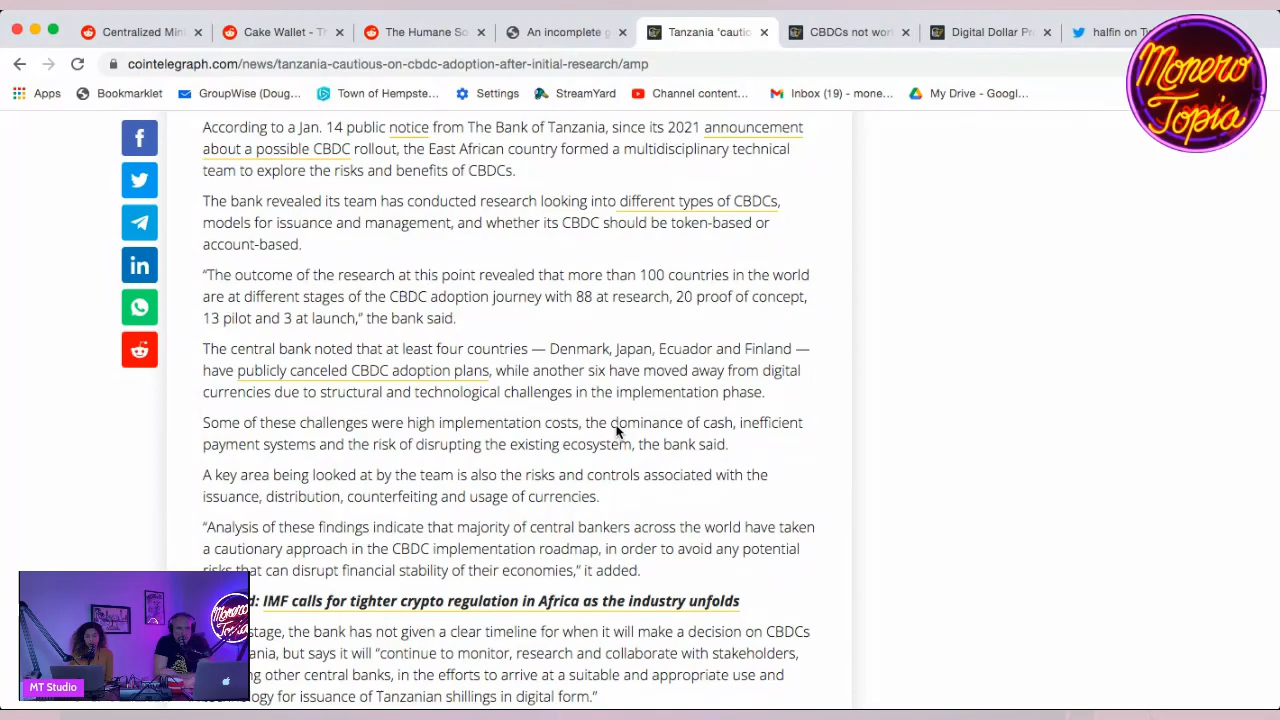 Centralized Mini
Cake Wallet - Th
The Humane So
An incomplete g
Tanzania 'cautio
CBDCs not wor
Digital Dollar Pr
halfin on Tw
cointelegraph.com/news/tanzania-cautious-on-cbdc-adoption-after-initial-research/amp
Apps
Bookmarklet
GroupWise (Doug...
Town of Hempste...
Settings
StreamYard
Channel content...
Inbox (19) - mone...
My Drive - Googl...
Monero
Topia
According to a Jan. 14 public notice from The Bank of Tanzania, since its 2021 announcement
about a possible CBDC rollout, the East African country formed a multidisciplinary technical
team to explore the risks and benefits of CBDCs.
The bank revealed its team has conducted research looking into different types of CBDCs,
models for issuance and management, and whether its CBDC should be token-based or
account-based.
“The outcome of the research at this point revealed that more than 100 countries in the world
are at different stages of the CBDC adoption journey with 88 at research, 20 proof of concept,
13 pilot and 3 at launch,” the bank said.
The central bank noted that at least four countries — Denmark, Japan, Ecuador and Finland —
have publicly canceled CBDC adoption plans, while another six have moved away from digital
currencies due to structural and technological challenges in the implementation phase.
Some of these challenges were high implementation costs, the dominance of cash, inefficient
payment systems and the risk of disrupting the existing ecosystem, the bank said.
A key area being looked at by the team is also the risks and controls associated with the
issuance, distribution, counterfeiting and usage of currencies.
“Analysis of these findings indicate that majority of central bankers across the world have taken
a cautionary approach in the CBDC implementation roadmap, in order to avoid any potential
risks that can disrupt financial stability of their economies,” it added.
d: IMF calls for tighter crypto regulation in Africa as the industry unfolds
stage, the bank has not given a clear timeline for when it will make a decision on CBDCs
ania, but says it will “continue to monitor, research and collaborate with stakeholders,
ng other central banks, in the efforts to arrive at a suitable and appropriate use and
ology for issuance of Tanzanian shillings in digital form.”
Monero
Topia
MT Studio